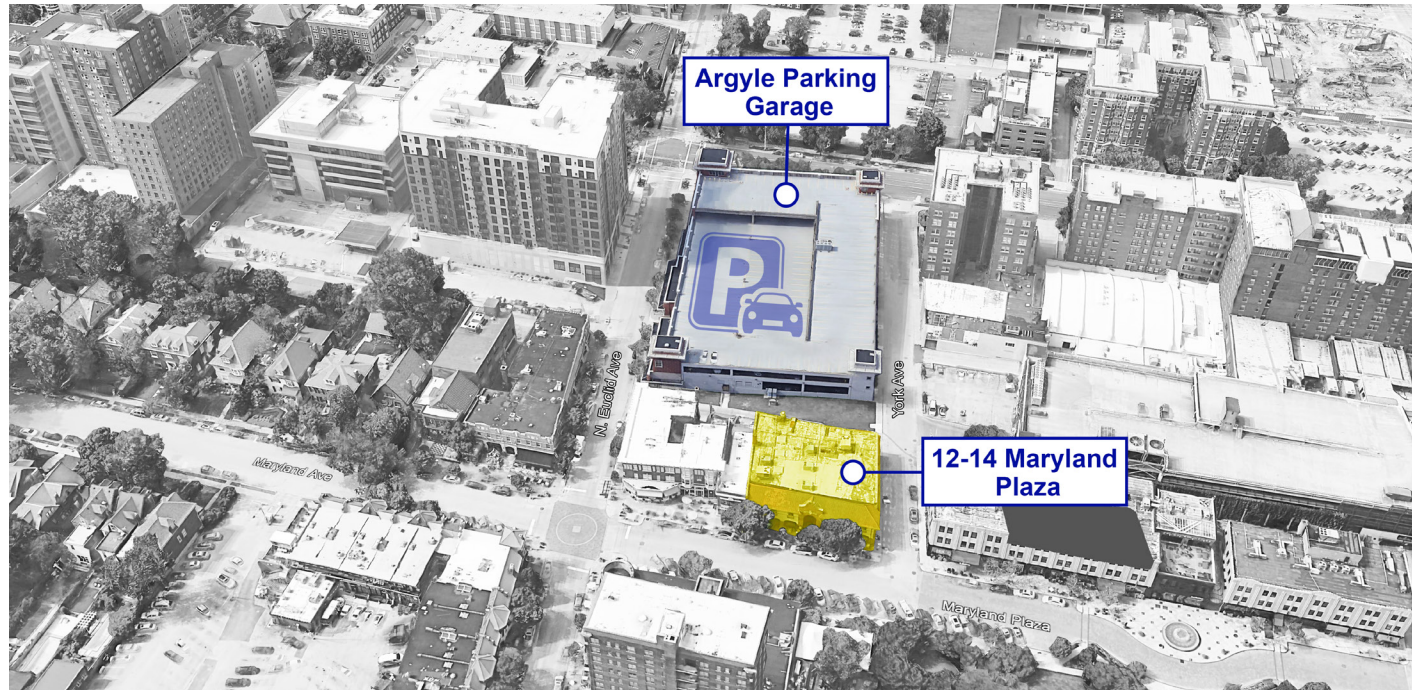 Argyle Parking
Garage
P
N. Euclid Ave
York Ave
12-14 Maryland
Plaza
Maryland Ave
Maryland Plaza